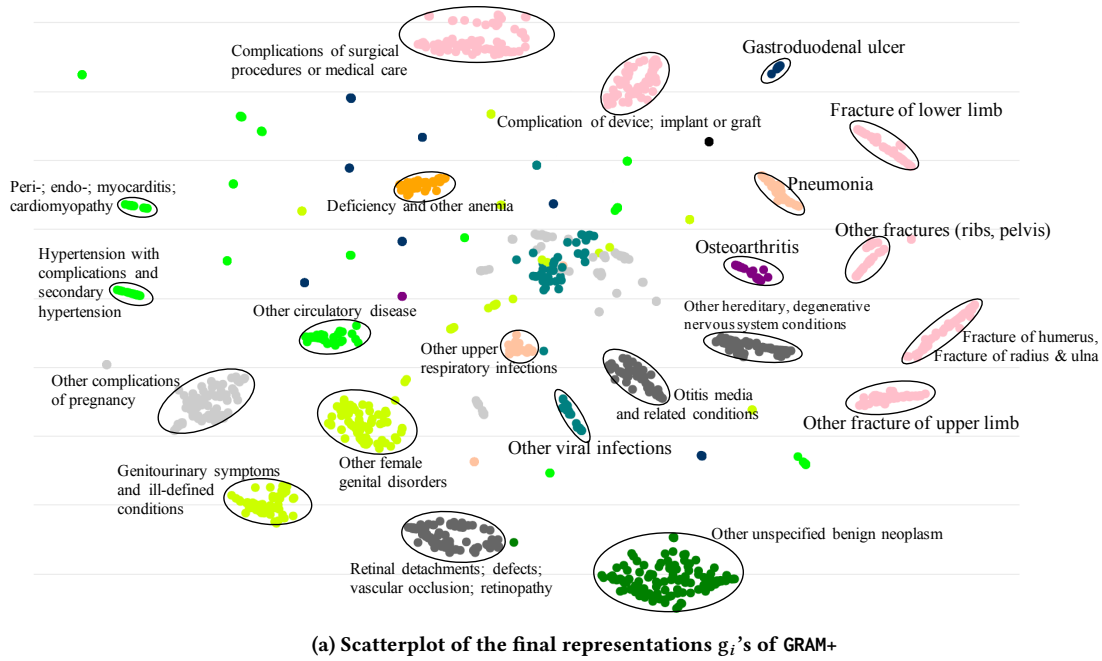 Complications of surgical
procedures or medical care
Gastroduodenal ulcer
Complication of device; implant or graft
Fracture of lower limb
Peri-; endo-; myocarditis;
cardiomyopathy
Deficiency and other anemia
Pneumonia
Other fractures (ribs, pelvis)
Osteoarthritis
Hypertension with
complications and
secondary
hypertension
Other circulatory disease
Other hereditary, degenerative
nervous system conditions
Other upper
respiratory infections
Fracture of humerus,
Fracture of radius & ulna
Other complications
of pregnancy
Otitis media
and related conditions
Other fracture of upper limb
Other viral infections
Other female
genital disorders
Genitourinary symptoms
and ill-defined
conditions
Other unspecified benign neoplasm
Retinal detachments; defects;
vascular occlusion; retinopathy
(a) Scatterplot of the final representations gᵢ's of GRAM+